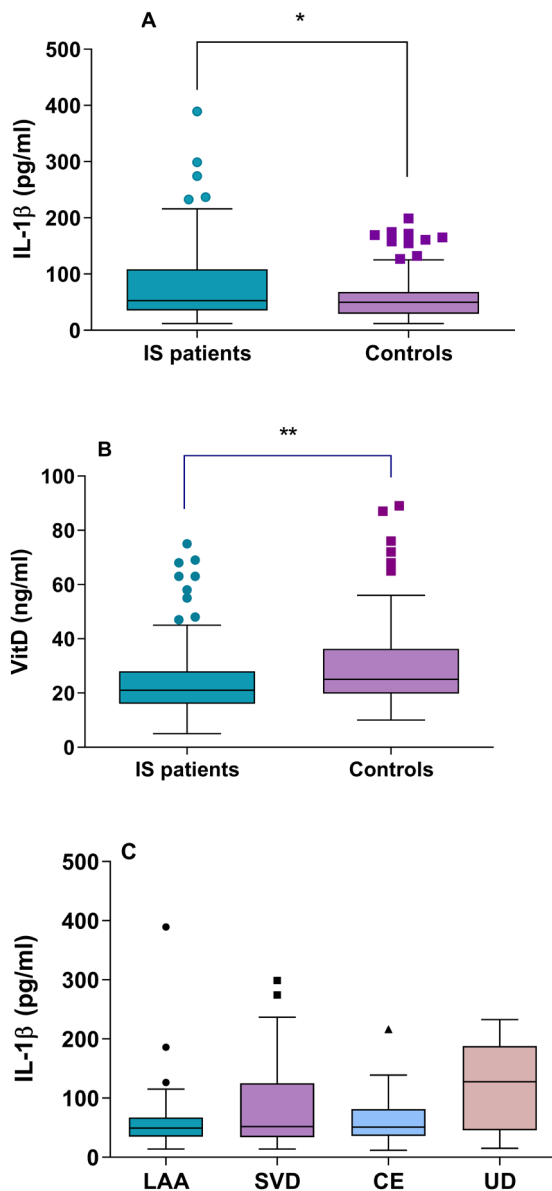 A
*
500
400
300
200
100
0
IL-1β (pg/ml)
IS patients Controls
B
**
100
80
60
40
20
0
VitD (ng/ml)
IS patients Controls
C
500
400
300
200
100
0
IL-1β (pg/ml)
LAA SVD CE UD